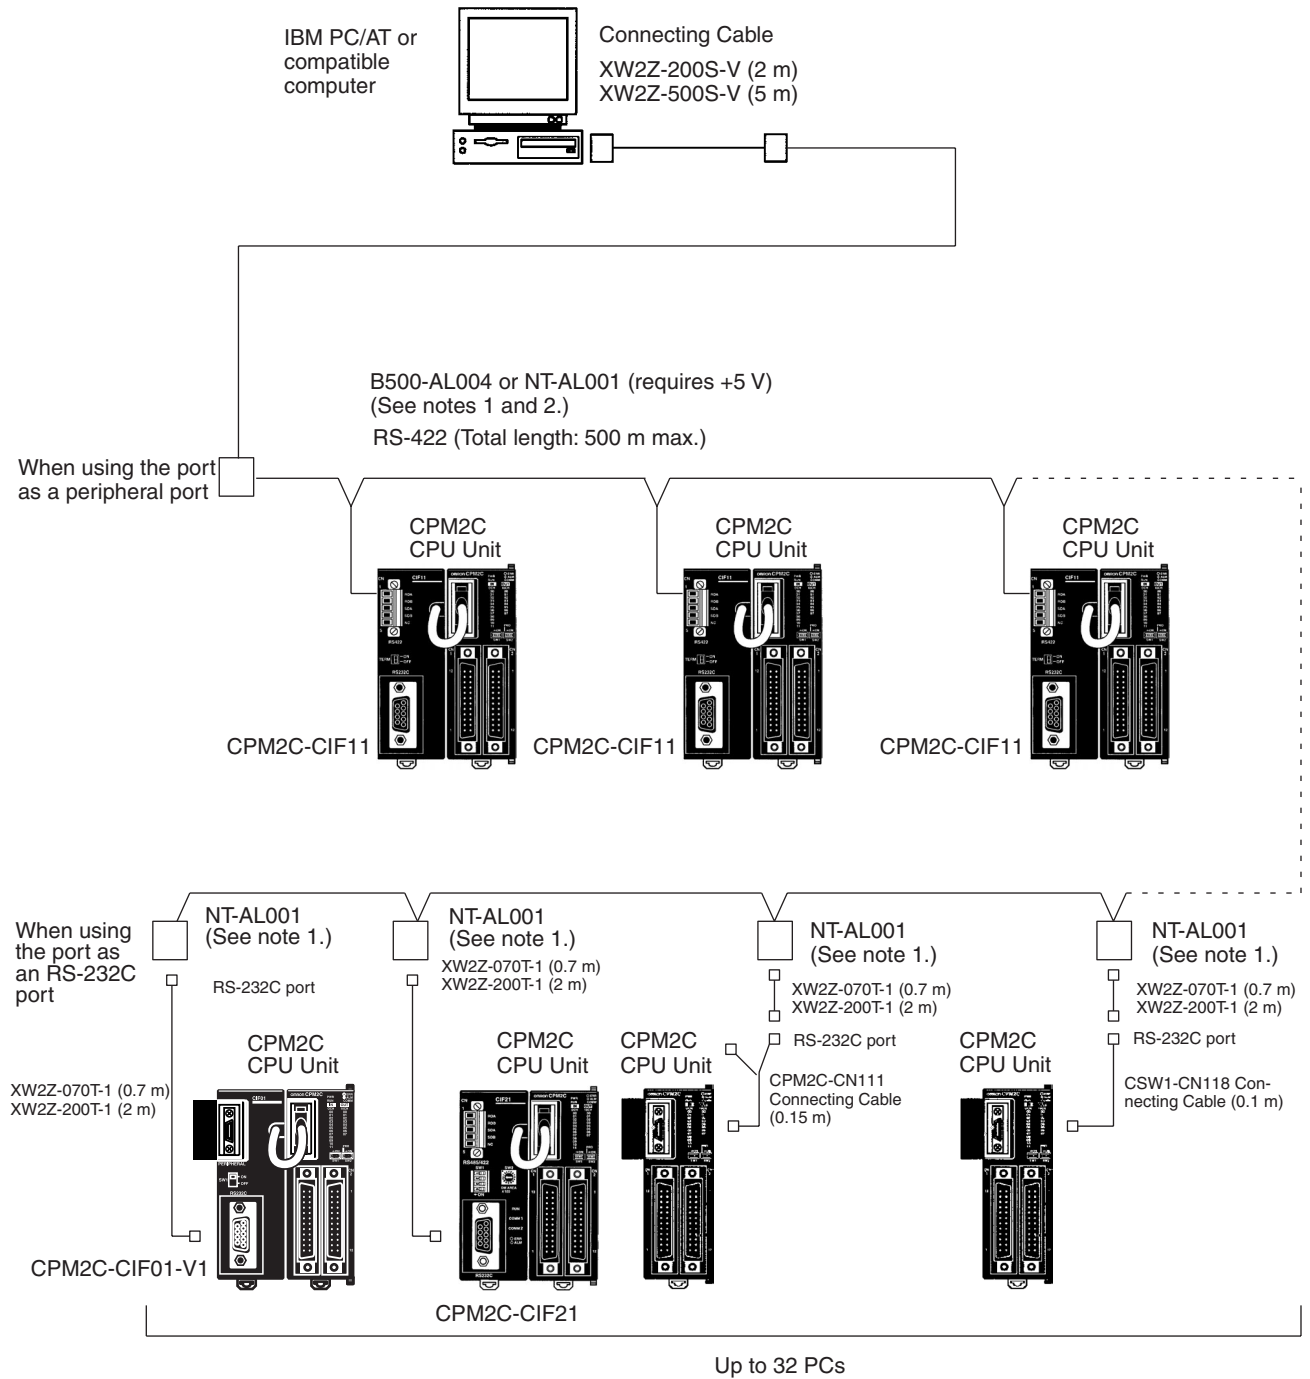 IBM PC/AT or
compatible
computer
Connecting Cable
XW2Z-200S-V (2 m)
XW2Z-500S-V (5 m)
B500-AL004 or NT-AL001 (requires +5 V)
(See notes 1 and 2.)
RS-422 (Total length: 500 m max.)
When using the port
as a peripheral port
CPM2C
CPU Unit
CPM2C
CPU Unit
CPM2C
CPU Unit
CIF11
CIF11
CIF11
CPM2C-CIF11
CPM2C-CIF11
CPM2C-CIF11
When using
the port as
an RS-232C
port
NT-AL001
(See note 1.)
RS-232C port
NT-AL001
(See note 1.)
XW2Z-070T-1 (0.7 m)
XW2Z-200T-1 (2 m)
NT-AL001
(See note 1.)
XW2Z-070T-1 (0.7 m)
XW2Z-200T-1 (2 m)
RS-232C port
NT-AL001
(See note 1.)
XW2Z-070T-1 (0.7 m)
XW2Z-200T-1 (2 m)
RS-232C port
CPM2C
CPU Unit
CPM2C
CPU Unit
CPM2C
CPU Unit
CPM2C
CPU Unit
XW2Z-070T-1 (0.7 m)
XW2Z-200T-1 (2 m)
CPM2C-CN111
Connecting Cable
(0.15 m)
CSW1-CN118 Con-
necting Cable (0.1 m)
CIF01
CIF21
PERIPHERAL
CPM2C-CIF01-V1
CPM2C-CIF21
Up to 32 PCs